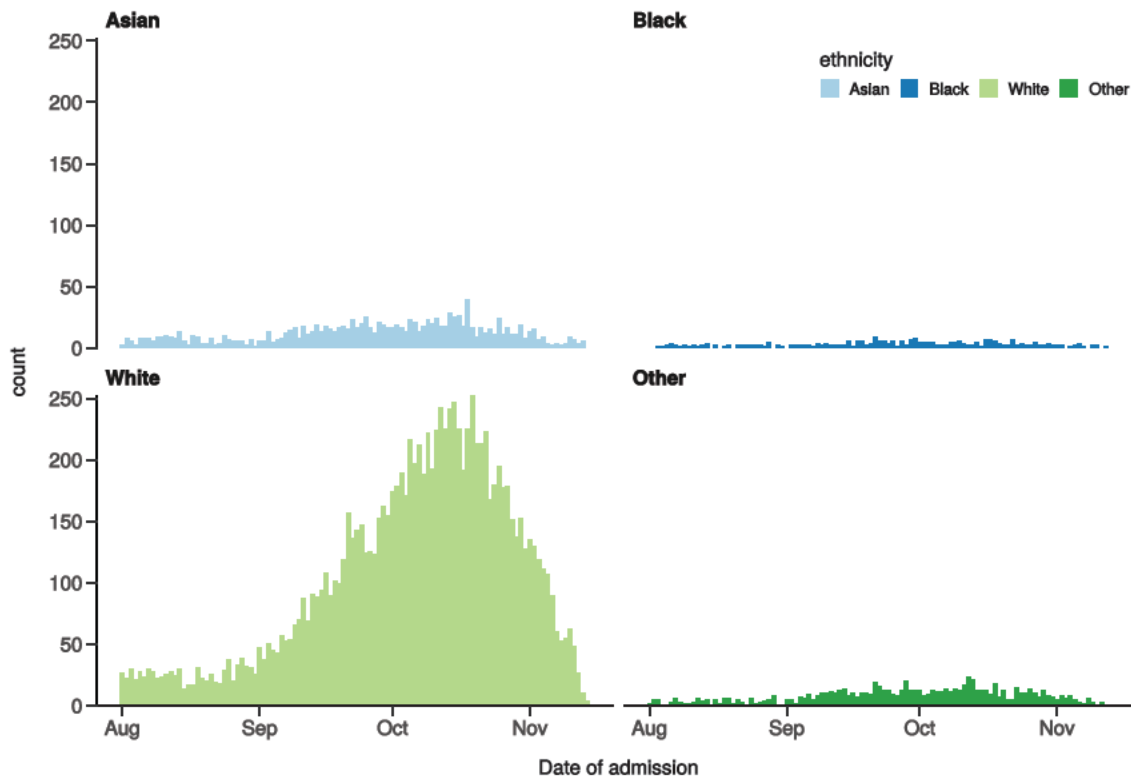 Asian
Black
250
200
150
100
50
0
ethnicity
Asian Black White Other
count
White
Other
250
200
150
100
50
0
Aug Sep Oct Nov
Aug Sep Oct Nov
Date of admission